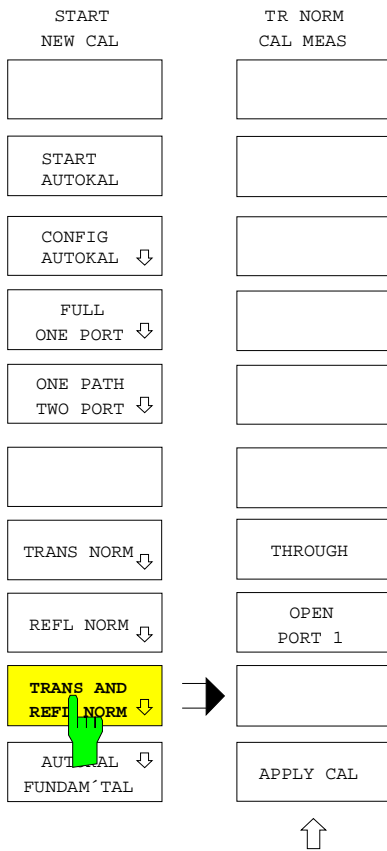 START
NEW CAL
START
AUTOKAL
CONFIG
AUTOKAL
FULL
ONE PORT
ONE PATH
TWO PORT
TRANS NORM
REFL NORM
TRANS AND
REFL NORM
AUTOKAL
FUNDAM´TAL
TR NORM
CAL MEAS
THROUGH
OPEN
PORT 1
APPLY CAL